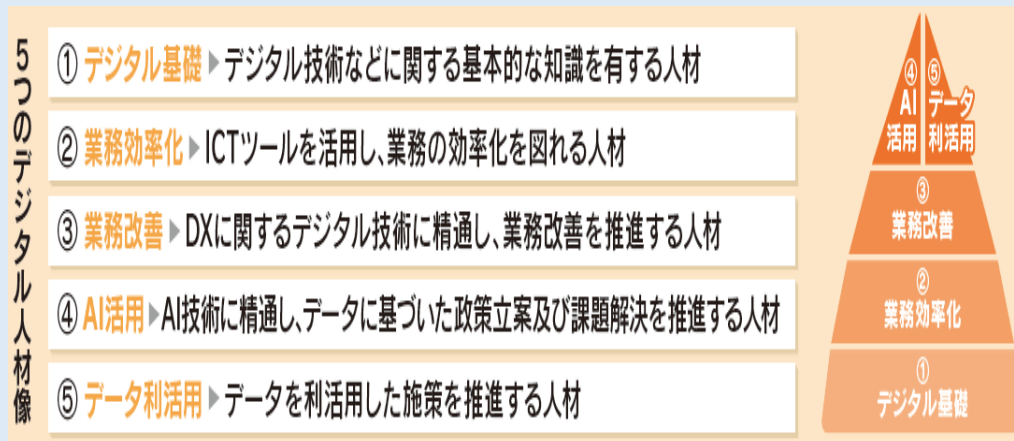 5つのデジタル人材像
① デジタル基礎▶デジタル技術などに関する基本的な知識を有する人材
② 業務効率化▶ICTツールを活用し、業務の効率化を図れる人材
③ 業務改善▶DXに関するデジタル技術に精通し、業務改善を推進する人材
④ AI活用▶AI技術に精通し、データに基づいた政策立案及び課題解決を推進する人材
⑤ データ利活用▶データを利活用した施策を推進する人材
④
AI
活用
⑤
データ
利活用
③
業務改善
②
業務効率化
①
デジタル基礎